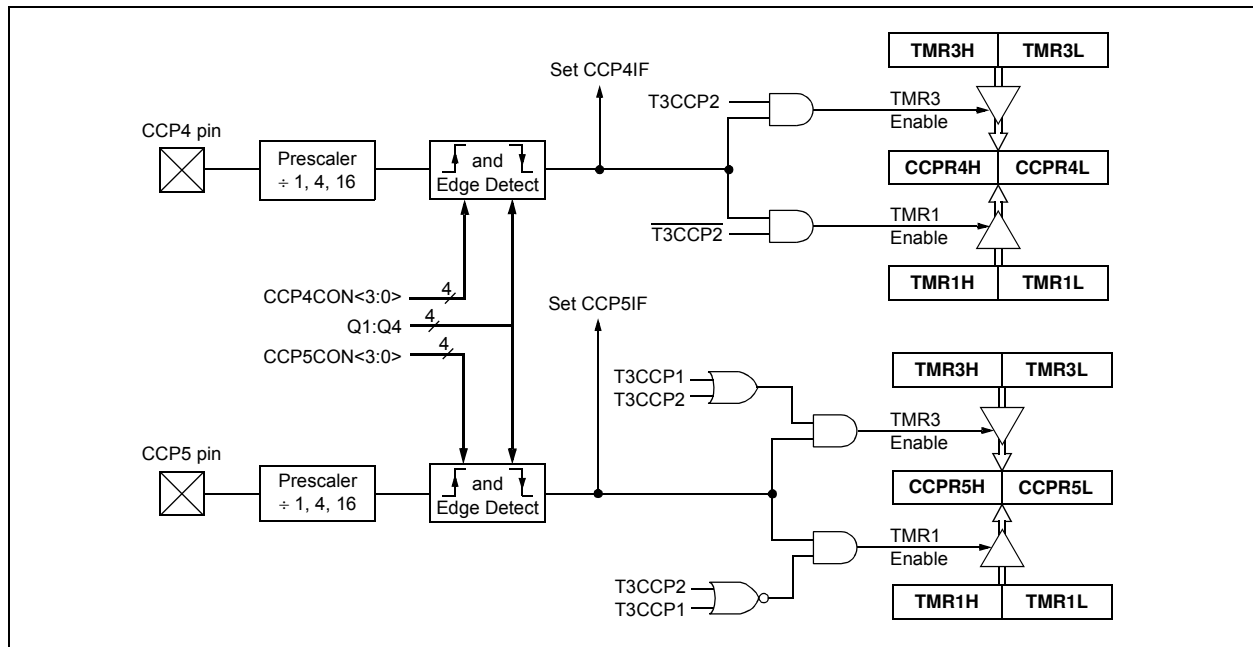 TMR3H TMR3L
Set CCP4IF
T3CCP2
TMR3
Enable
CCP4 pin
Prescaler
÷ 1, 4, 16
and
Edge Detect
CCPR4H CCPR4L
T3CCP2
TMR1
Enable
TMR1H TMR1L
CCP4CON<3:0> 4
Q1:Q4 4
CCP5CON<3:0> 4
Set CCP5IF
TMR3H TMR3L
T3CCP1
T3CCP2
TMR3
Enable
CCP5 pin
Prescaler
÷ 1, 4, 16
and
Edge Detect
CCPR5H CCPR5L
TMR1
Enable
T3CCP2
T3CCP1
TMR1H TMR1L